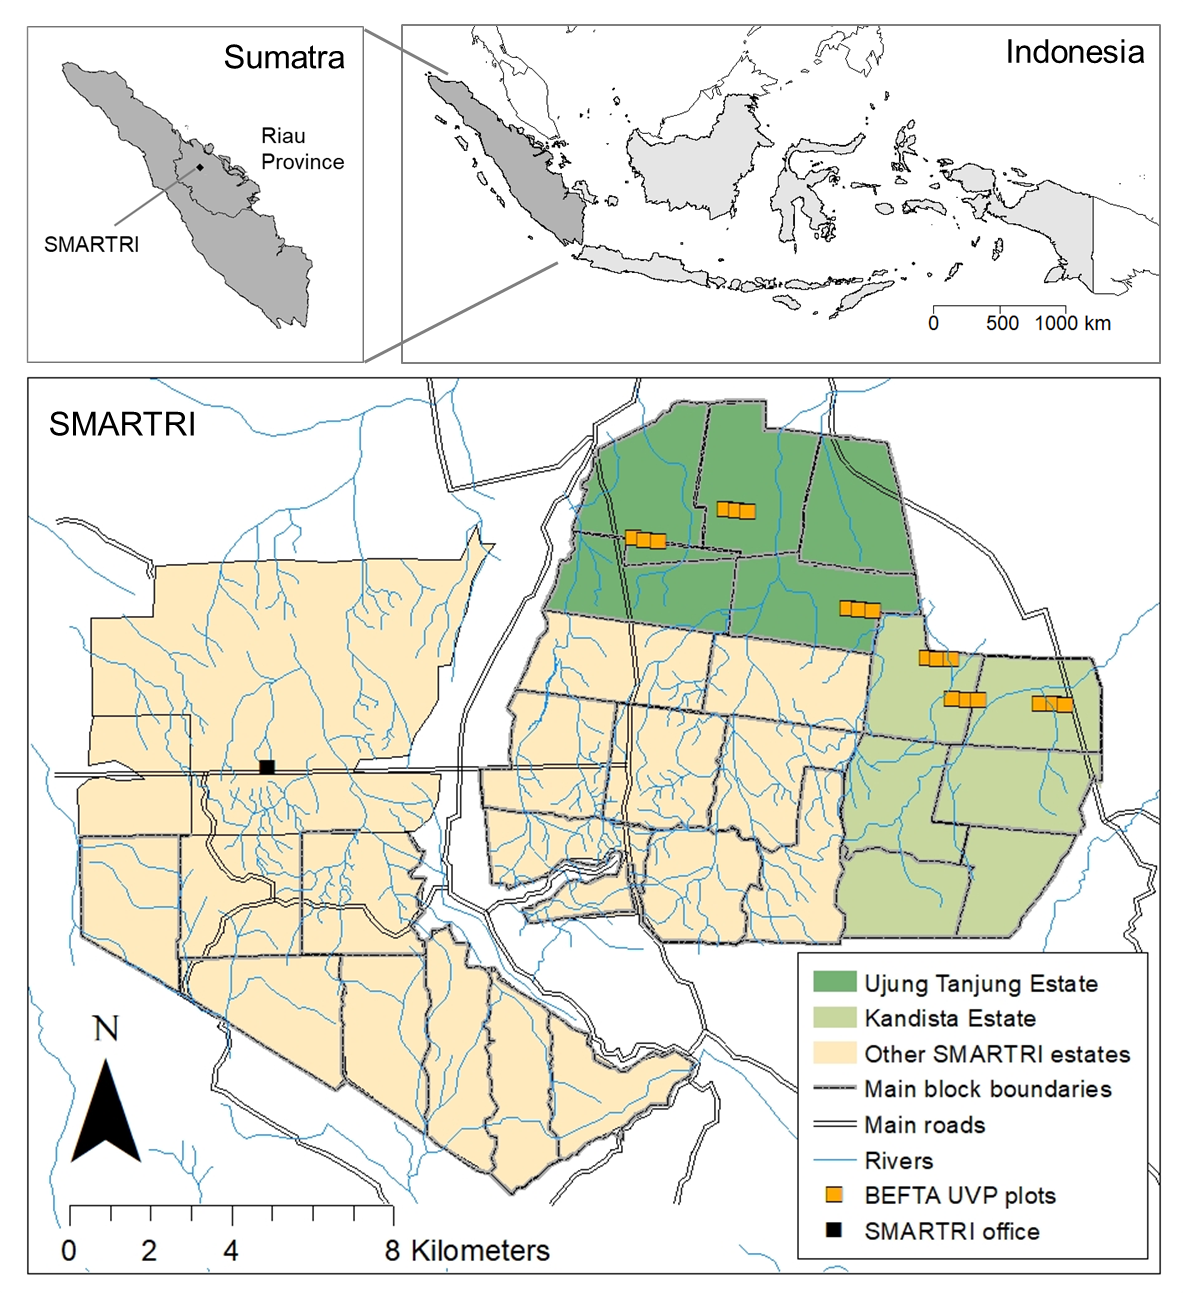 Sumatra
Riau
Province
SMARTRI
Indonesia
0 500 1000 km
SMARTRI
N
0 2 4 8 Kilometers
Ujung Tanjung Estate
Kandista Estate
Other SMARTRI estates
Main block boundaries
Main roads
Rivers
BEFTA UVP plots
SMARTRI office